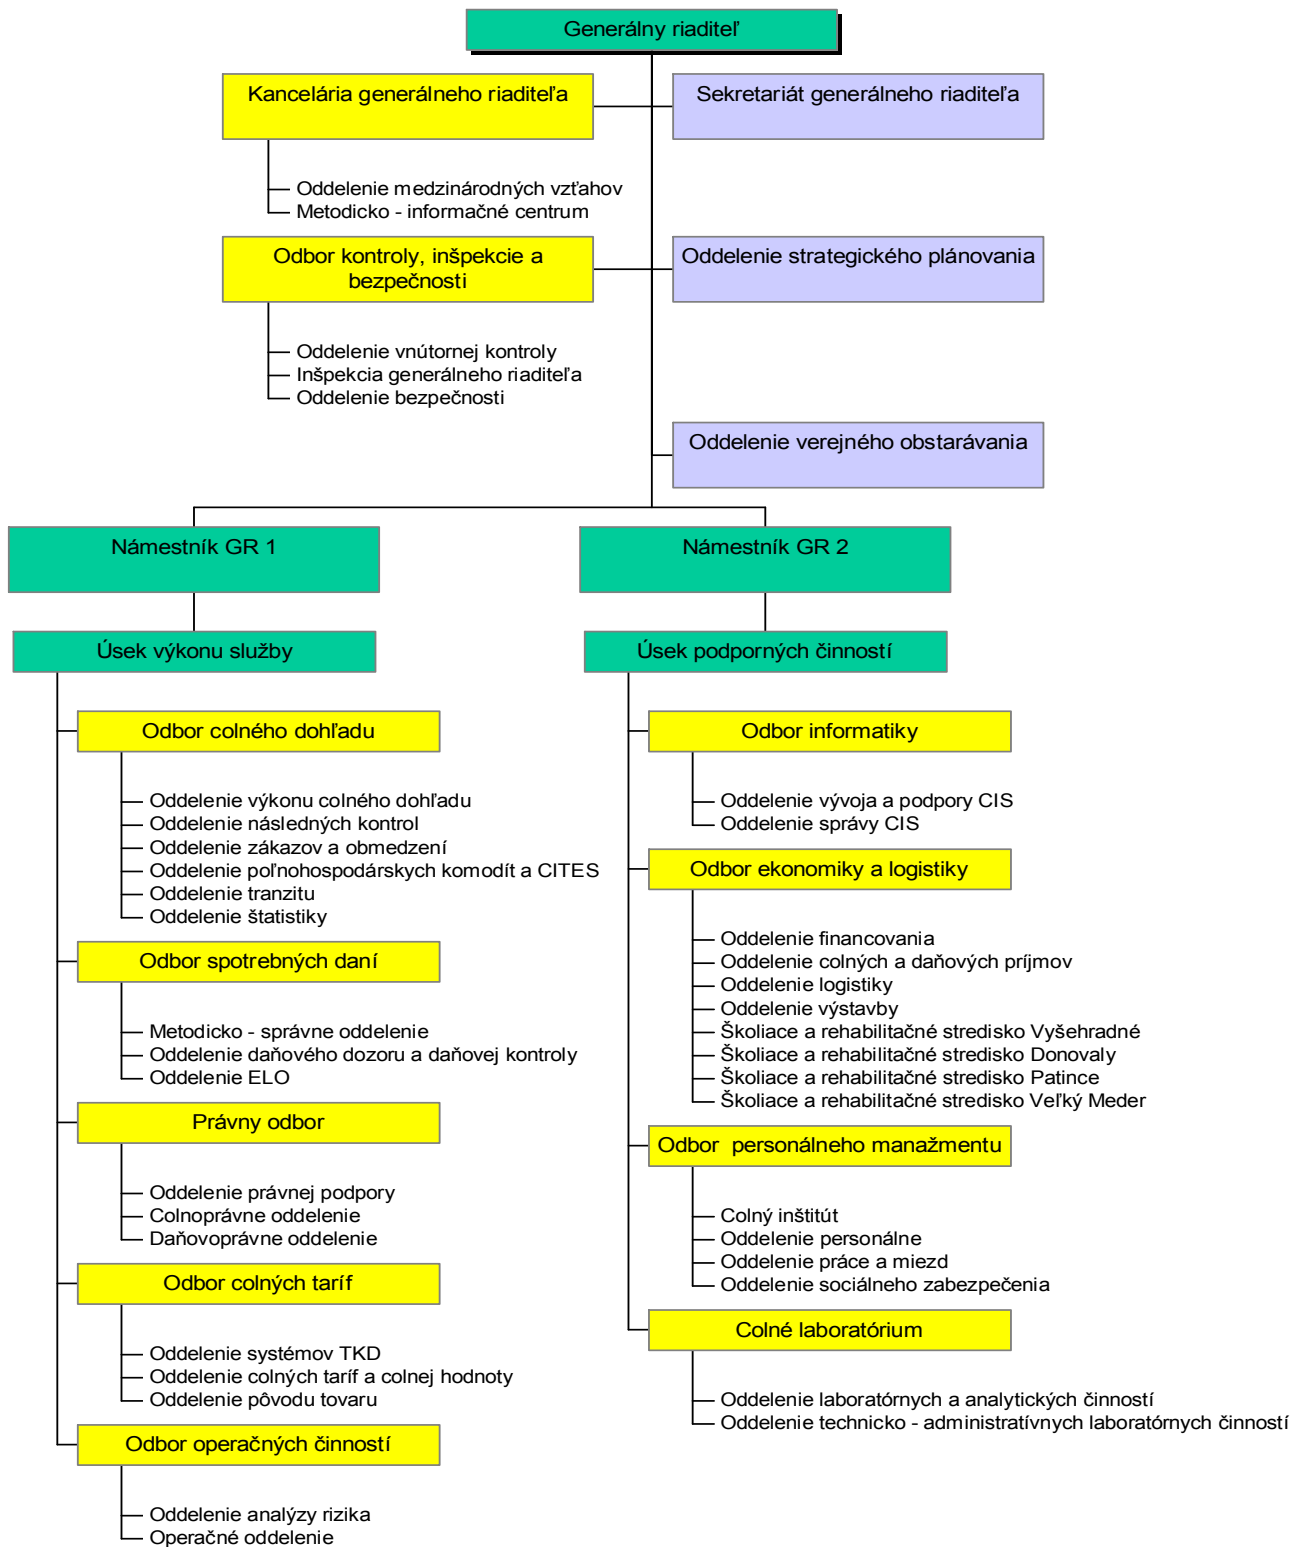 Generálny riaditeľ
Kancelária generálneho riaditeľa
Sekretariát generálneho riaditeľa
Oddelenie medzinárodných vzťahov
Metodicko - informačné centrum
Odbor kontroly, inšpekcie a
bezpečnosti
Oddelenie strategického plánovania
Oddelenie vnútornej kontroly
Inšpekcia generálneho riaditeľa
Oddelenie bezpečnosti
Oddelenie verejného obstarávania
Námestník GR 1
Námestník GR 2
Úsek výkonu služby
Odbor colného dohľadu
Oddelenie výkonu colného dohľadu
Oddelenie následných kontrol
Oddelenie zákazov a obmedzení
Oddelenie poľnohospodárskych komodít a CITES
Oddelenie tranzitu
Oddelenie štatistiky
Odbor spotrebných daní
Metodicko - správne oddelenie
Oddelenie daňového dozoru a daňovej kontroly
Oddelenie ELO
Právny odbor
Oddelenie právnej podpory
Colnoprávne oddelenie
Daňovoprávne oddelenie
Odbor colných taríf
Oddelenie systémov TKD
Oddelenie colných taríf a colnej hodnoty
Oddelenie pôvodu tovaru
Odbor operačných činností
Oddelenie analýzy rizika
Operačné oddelenie
Úsek podporných činností
Odbor informatiky
Oddelenie vývoja a podpory CIS
Oddelenie správy CIS
Odbor ekonomiky a logistiky
Oddelenie financovania
Oddelenie colných a daňových príjmov
Oddelenie logistiky
Oddelenie výstavby
Školiace a rehabilitačné stredisko Vyšehradné
Školiace a rehabilitačné stredisko Donovaly
Školiace a rehabilitačné stredisko Patince
Školiace a rehabilitačné stredisko Veľký Meder
Odbor  personálneho manažmentu
Colný inštitút
Oddelenie personálne
Oddelenie práce a miezd
Oddelenie sociálneho zabezpečenia
Colné laboratórium
Oddelenie laboratórnych a analytických činností
Oddelenie technicko - administratívnych laboratórnych činností